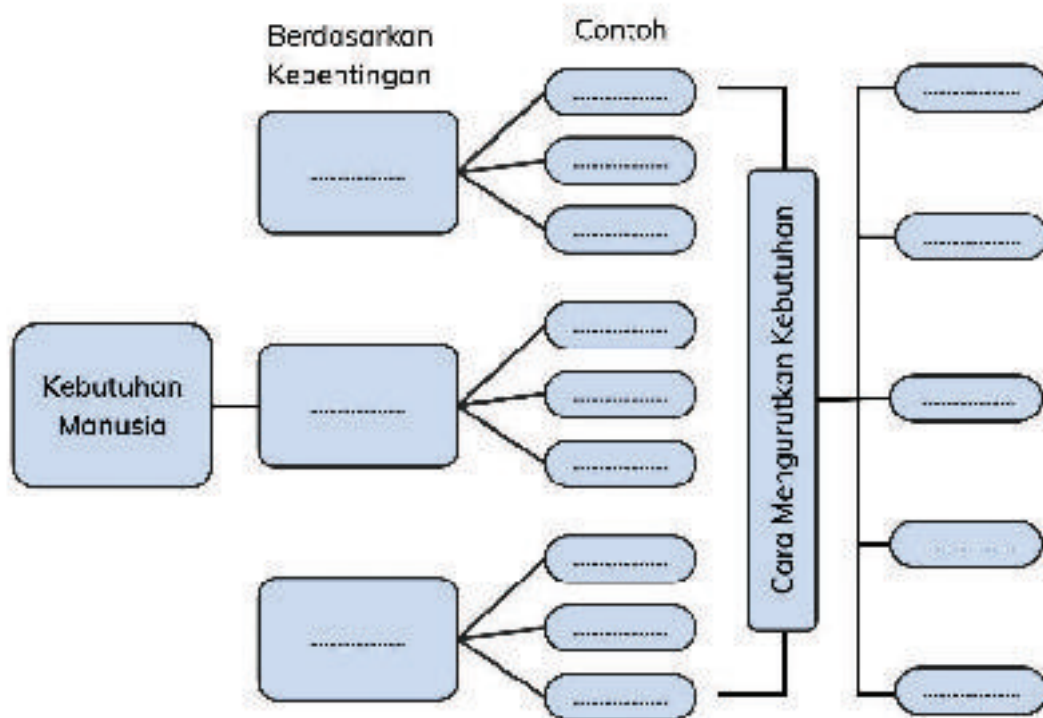 Berdasarkan
Kepentingan
Contoh
Kebutuhan
Manusia
Cara Mengurutkan Kebutuhan